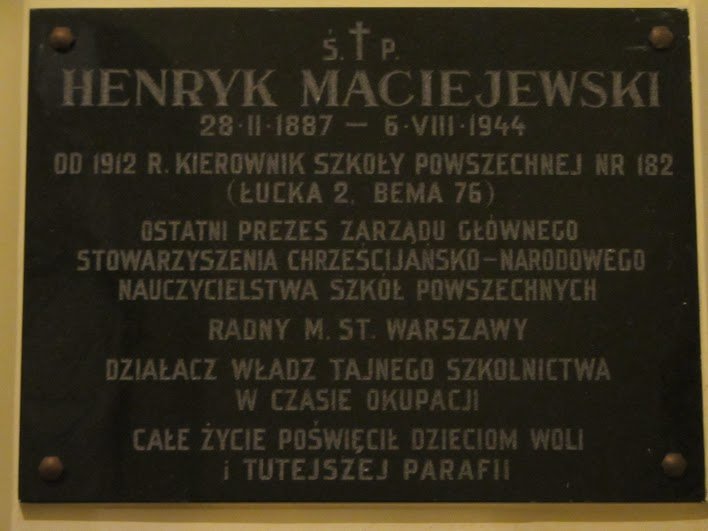 Ś. † P.
HENRYK MACIEJEWSKI
28·II·1887 — 6·VIII·1944
OD 1912 R. KIEROWNIK SZKOŁY POWSZECHNEJ NR 182
(ŁUCKA 2, BEMA 76)
OSTATNI PREZES ZARZĄDU GŁÓWNEGO
STOWARZYSZENIA CHRZEŚCIJAŃSKO-NARODOWEGO
NAUCZYCIELSTWA SZKÓŁ POWSZECHNYCH
RADNY M. ST. WARSZAWY
DZIAŁACZ WŁADZ TAJNEGO SZKOLNICTWA
W CZASIE OKUPACJI
CAŁE ŻYCIE POŚWIĘCIŁ DZIECIOM WOLI
i TUTEJSZEJ PARAFII